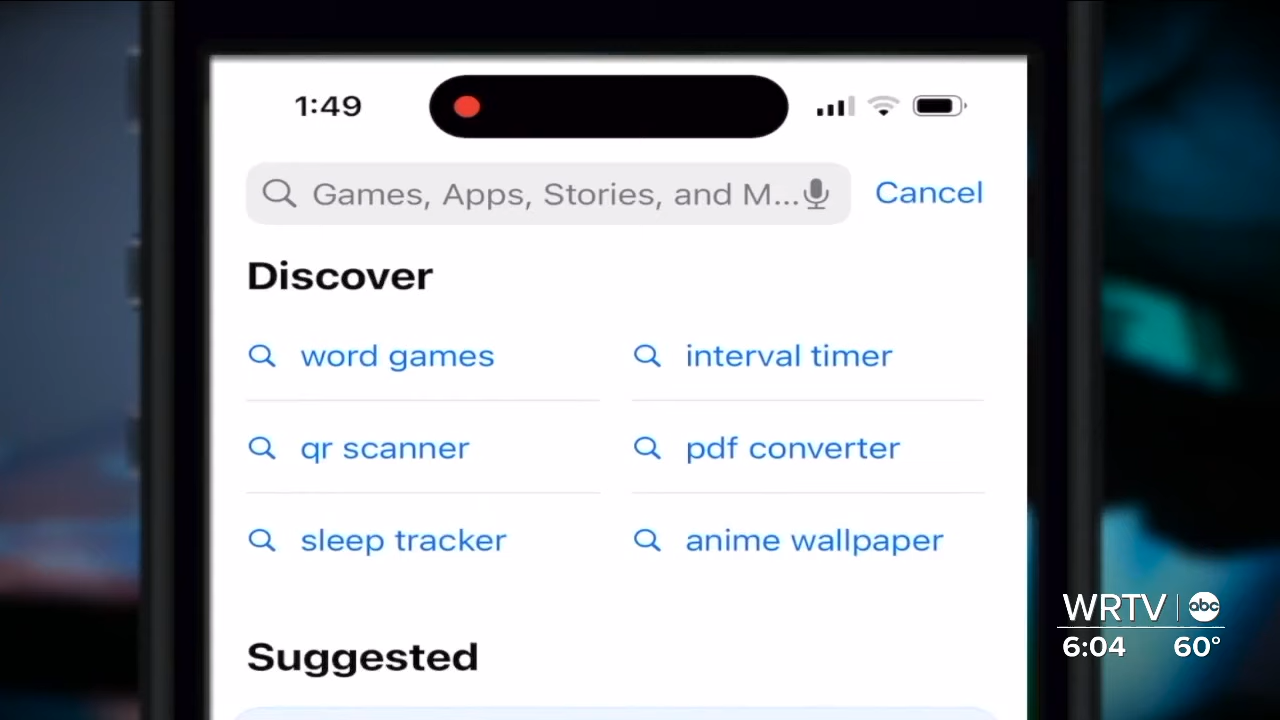 1:49
Games, Apps, Stories, and M...
Cancel
Discover
word games
interval timer
qr scanner
pdf converter
sleep tracker
anime wallpaper
Suggested
WRTV abc
6:04 60°